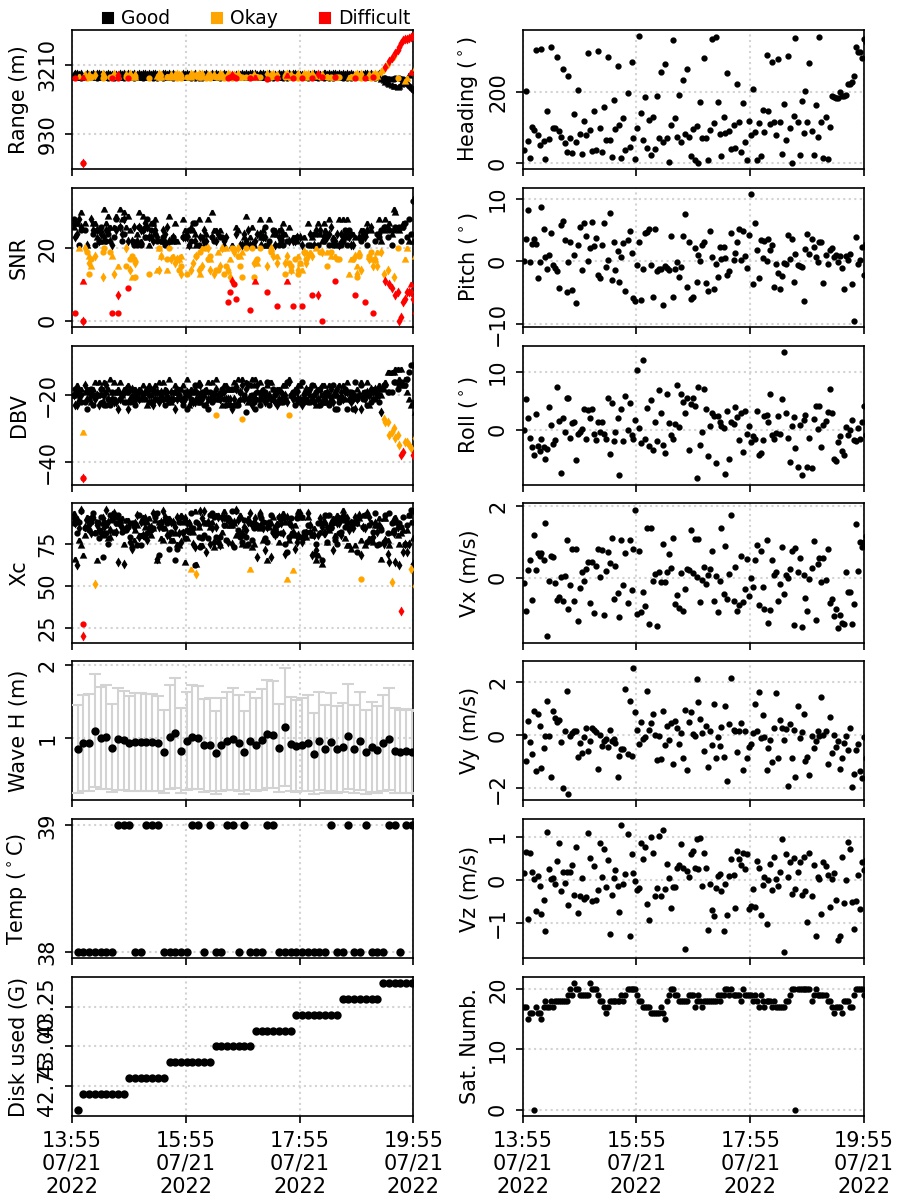 Good Okay Difficult
Range (m)
3210
930
Heading (°)
200
0
SNR
20
0
Pitch (°)
10
0
−10
DBV
−20
−40
Roll (°)
10
0
Xc
75
50
25
Vx (m/s)
2
0
Wave H (m)
2
1
Vy (m/s)
2
0
−2
Temp (°C)
39
38
Vz (m/s)
1
0
−1
Disk used (G)
43.25
43.00
42.75
Sat. Numb.
20
10
0
13:55 15:55 17:55 19:55
07/21 07/21 07/21 07/21
2022 2022 2022 2022
13:55 15:55 17:55 19:55
07/21 07/21 07/21 07/21
2022 2022 2022 2022